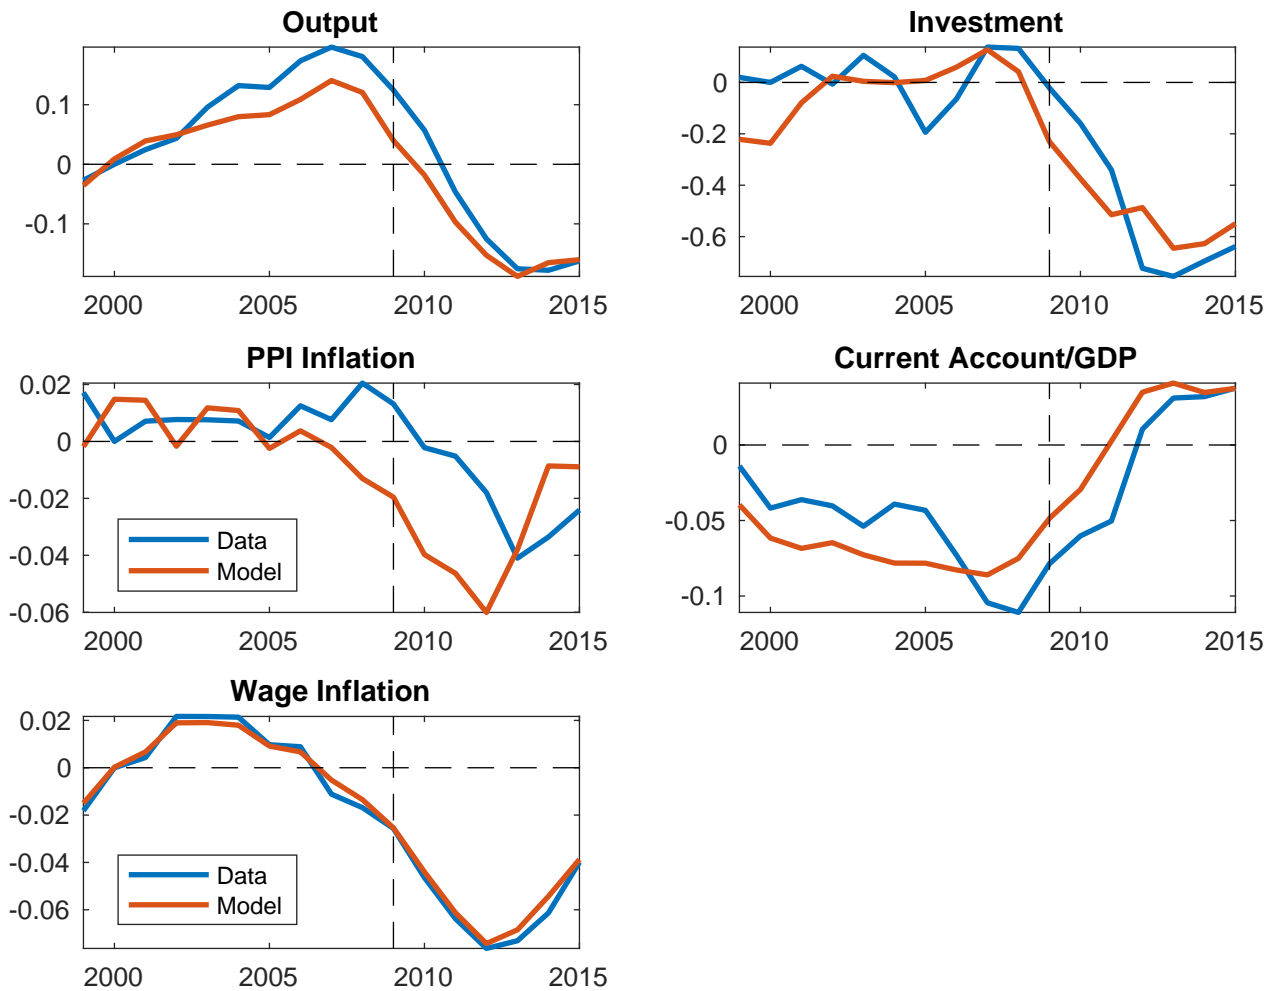 Output
0.1
0
-0.1
2000 2005 2010 2015
Investment
0
-0.2
-0.4
-0.6
2000 2005 2010 2015
PPI Inflation
0.02
0
-0.02
-0.04
-0.06
Data
Model
2000 2005 2010 2015
Current Account/GDP
0
-0.05
-0.1
2000 2005 2010 2015
Wage Inflation
0.02
0
-0.02
-0.04
-0.06
Data
Model
2000 2005 2010 2015